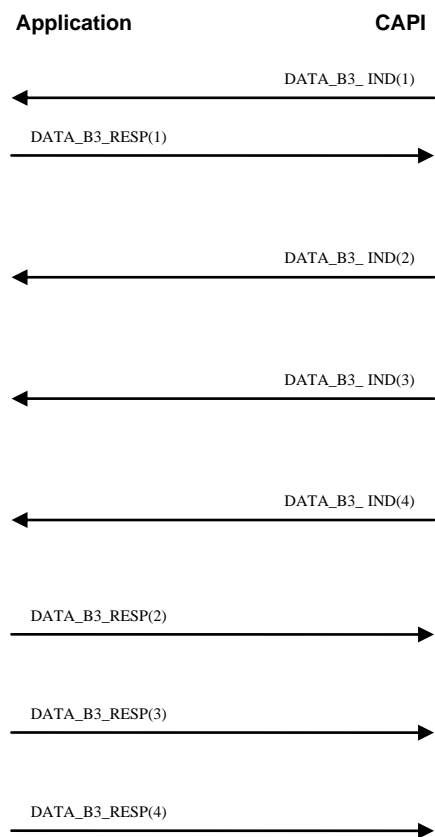 Application CAPI
DATA_B3_ IND(1)
DATA_B3_RESP(1)
DATA_B3_ IND(2)
DATA_B3_ IND(3)
DATA_B3_ IND(4)
DATA_B3_RESP(2)
DATA_B3_RESP(3)
DATA_B3_RESP(4)